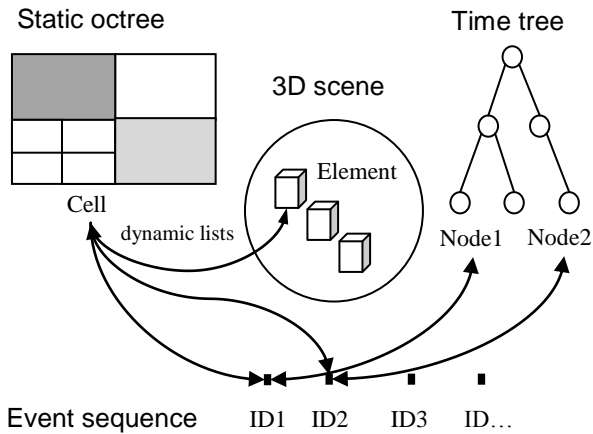 Static octree
Time tree
3D scene
Element
Cell
dynamic lists
Node1
Node2
Event sequence
ID1
ID2
ID3
ID…